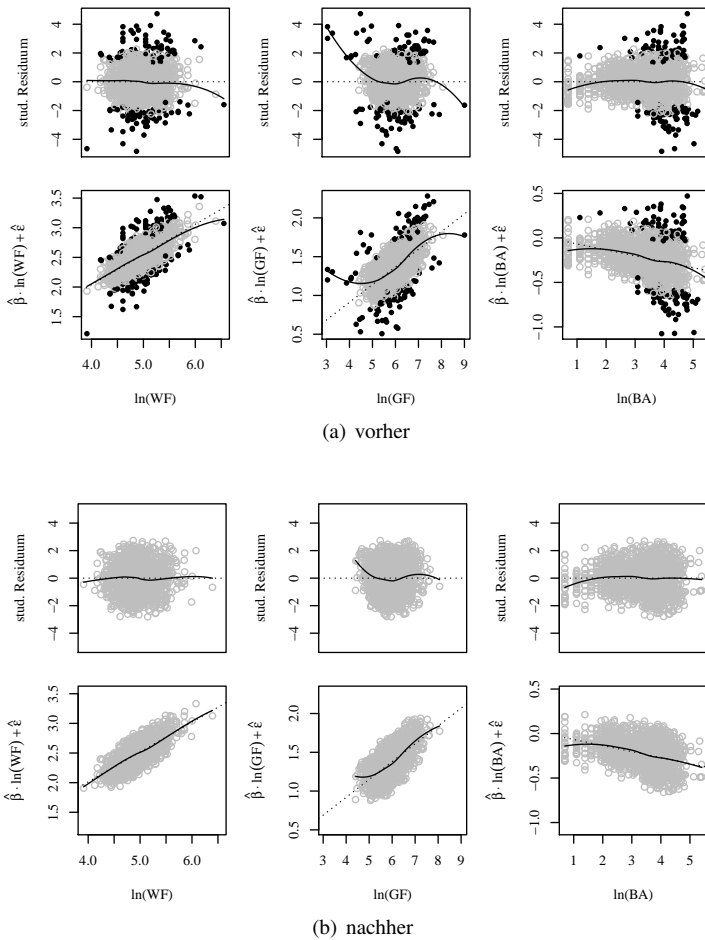 stud. Residuum
4
2
0
−2
−4
stud. Residuum
4
2
0
−2
−4
stud. Residuum
4
2
0
−2
−4
β̂ · ln(WF) + ε̂
3.5
3.0
2.5
2.0
1.5
4.0 5.0 6.0
ln(WF)
β̂ · ln(GF) + ε̂
2.0
1.5
1.0
0.5
3 4 5 6 7 8 9
ln(GF)
β̂ · ln(BA) + ε̂
0.5
0.0
−0.5
−1.0
1 2 3 4 5
ln(BA)
(a) vorher
stud. Residuum
4
2
0
−2
−4
stud. Residuum
4
2
0
−2
−4
stud. Residuum
4
2
0
−2
−4
β̂ · ln(WF) + ε̂
3.5
3.0
2.5
2.0
1.5
4.0 5.0 6.0
ln(WF)
β̂ · ln(GF) + ε̂
2.0
1.5
1.0
0.5
3 4 5 6 7 8 9
ln(GF)
β̂ · ln(BA) + ε̂
0.5
0.0
−0.5
−1.0
1 2 3 4 5
ln(BA)
(b) nachher